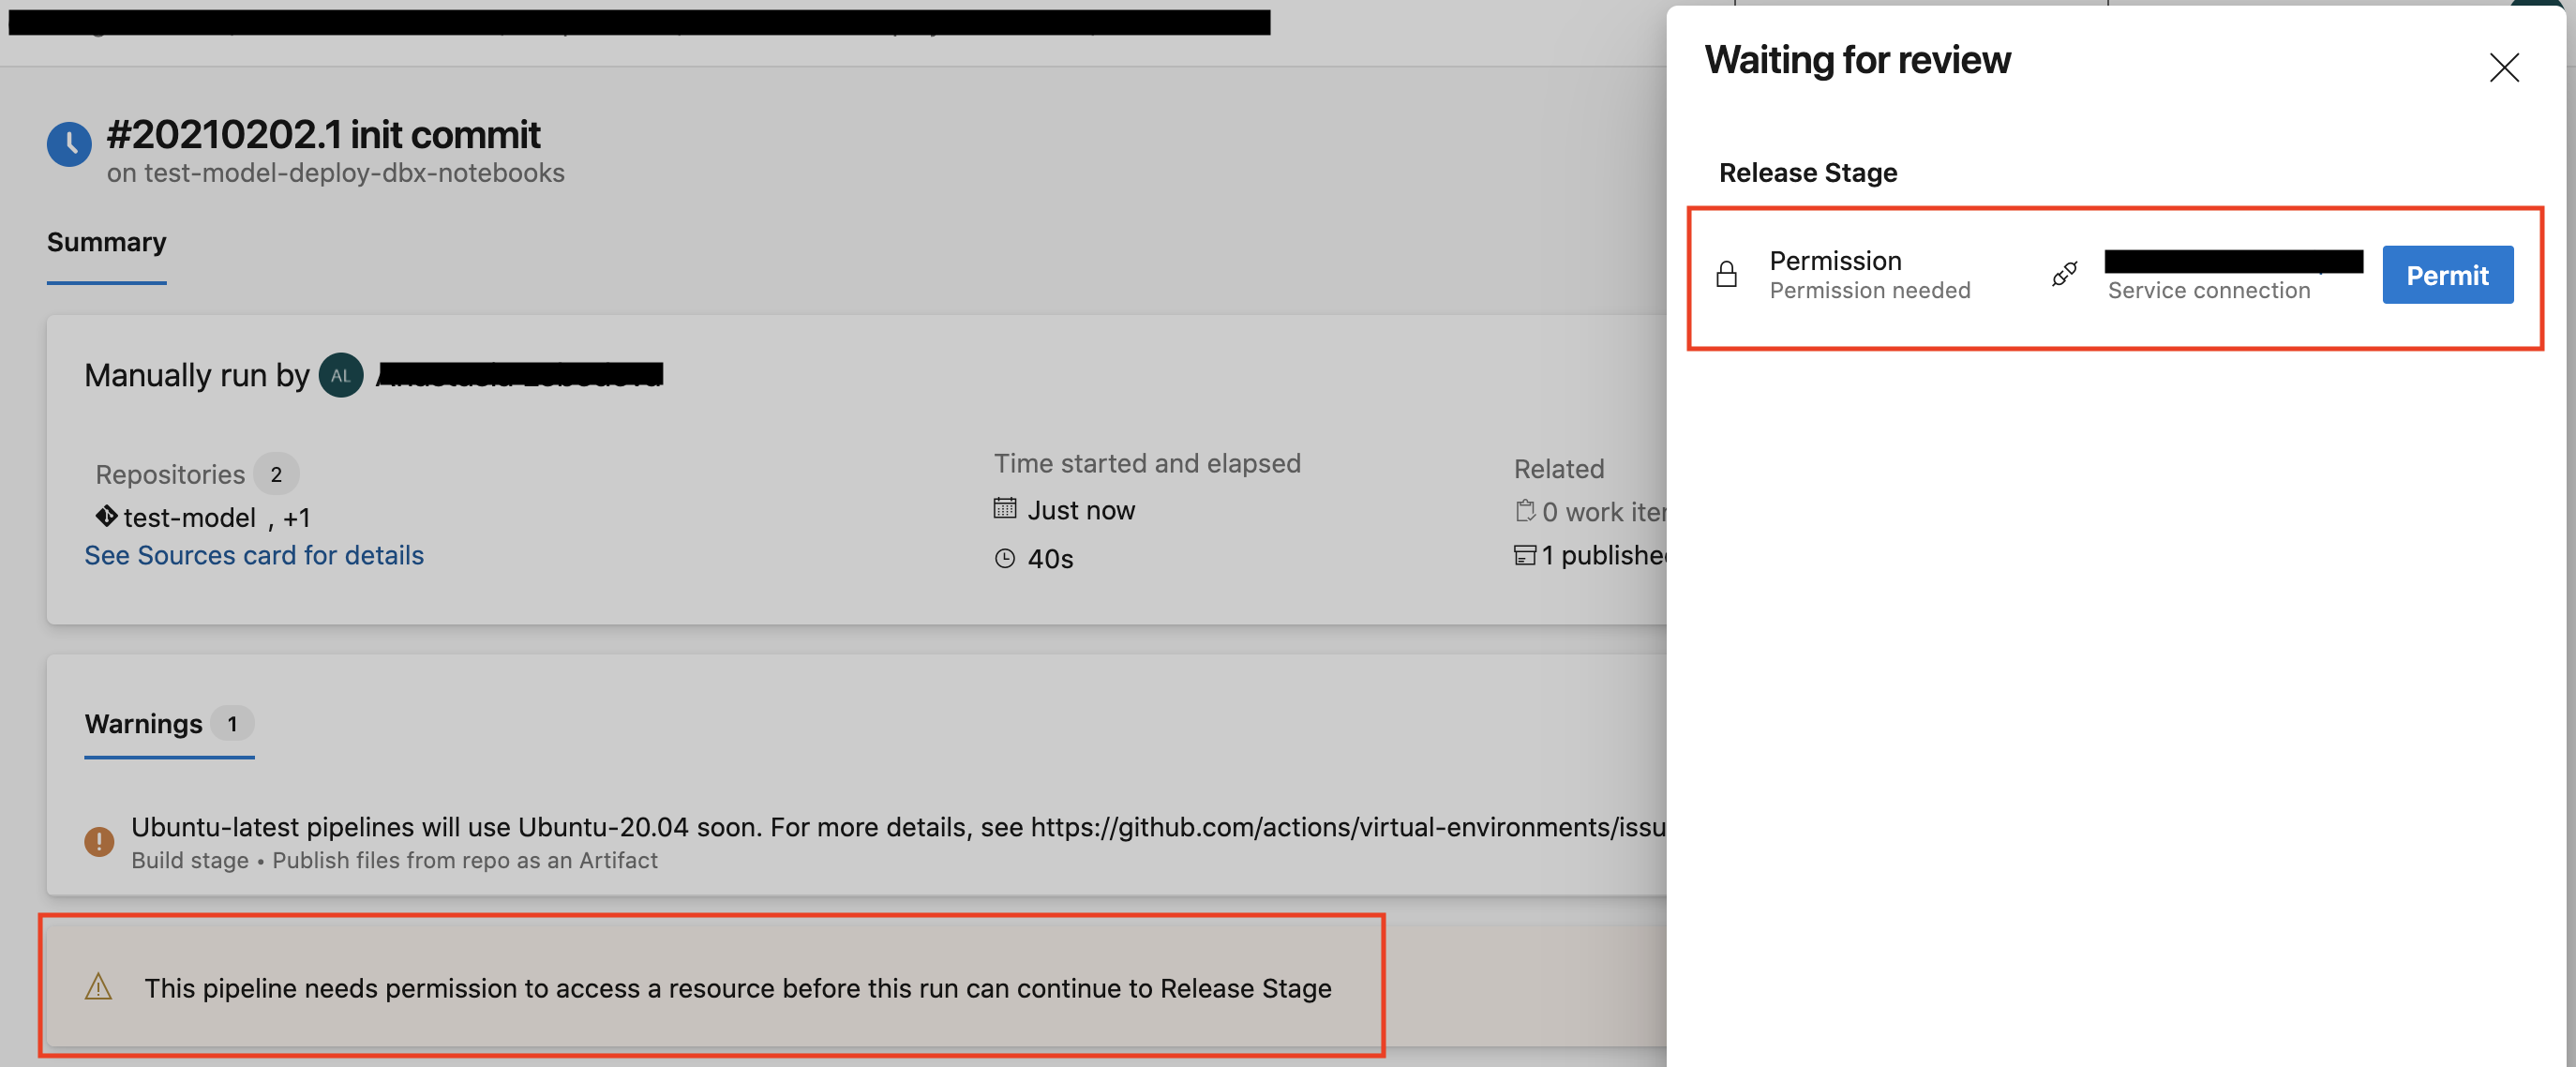 #20210202.1 init commit
on test-model-deploy-dbx-notebooks
Summary
Manually run by AL
Repositories 2
test-model , +1
See Sources card for details
Time started and elapsed
Just now
40s
Related
0 work
1
Warnings 1
Ubuntu-latest pipelines will use Ubuntu-20.04 soon. For more details, see https://github.com/actions/virtual-environments/issu
Build stage • Publish files from repo as an Artifact
This pipeline needs permission to access a resource before this run can continue to Release Stage
Waiting for review
Release Stage
Permission
Permission needed
Service connection
Permit